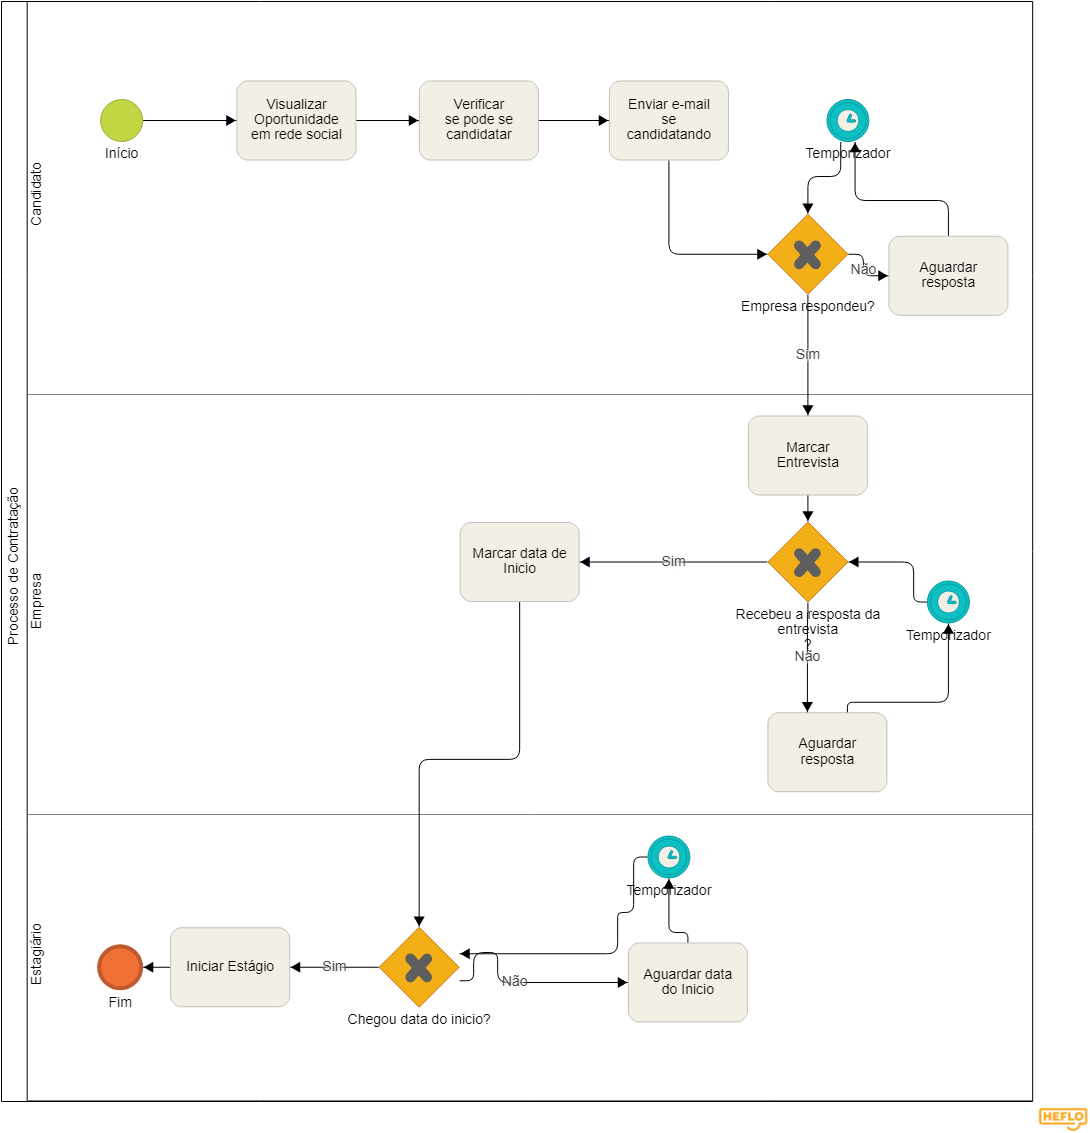 Processo de Contratação
Candidato
Início
Visualizar
Oportunidade
em rede social
Verificar
se pode se
candidatar
Enviar e-mail
se
candidatando
Temporizador
Não
Aguardar
resposta
Empresa respondeu?
Sim
Empresa
Marcar
Entrevista
Marcar data de
Inicio
Sim
Recebeu a resposta da
entrevista
?
Não
Temporizador
Aguardar
resposta
Estagiário
Temporizador
Fim
Iniciar Estágio
Sim
Chegou data do inicio?
Não
Aguardar data
do Inicio
HEFLO